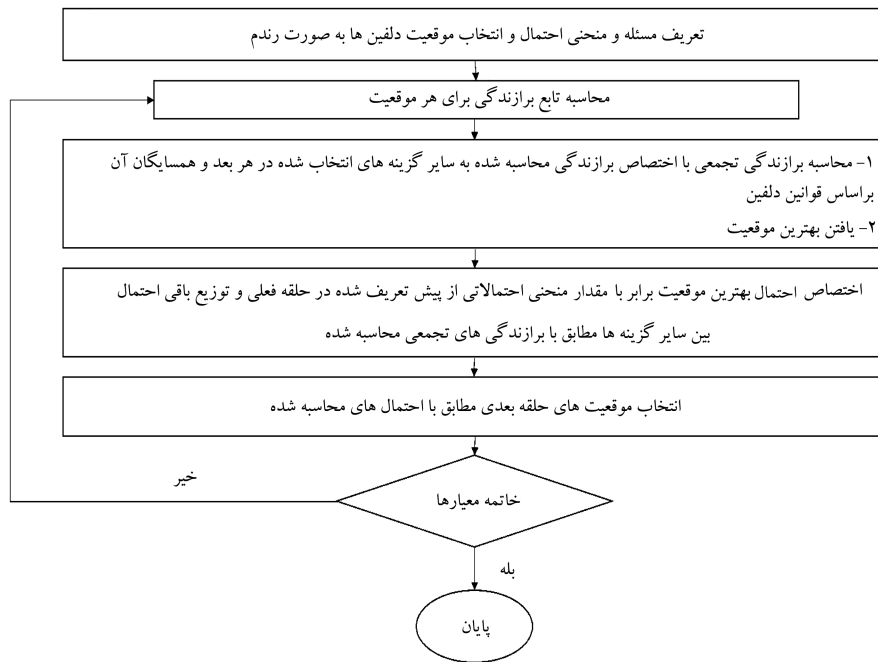 تعریف مسئله و منحنی احتمال و انتخاب موقعیت دلفین ها به صورت رندم
محاسبه تابع برازندگی برای هر موقعیت
۱- محاسبه برازندگی تجمعی با اختصاص برازندگی محاسبه شده به سایر گزینه های انتخاب شده در هر بعد و همسایگان آن
براساس قوانین دلفین
۲- یافتن بهترین موقعیت
اختصاص احتمال بهترین موقعیت برابر با مقدار منحنی احتمالاتی از پیش تعریف شده در حلقه فعلی و توزیع باقی احتمال
بین سایر گزینه ها مطابق با برازندگی های تجمعی محاسبه شده
انتخاب موقعیت های حلقه بعدی مطابق با احتمال های محاسبه شده
خاتمه معیارها
خیر
بله
پایان